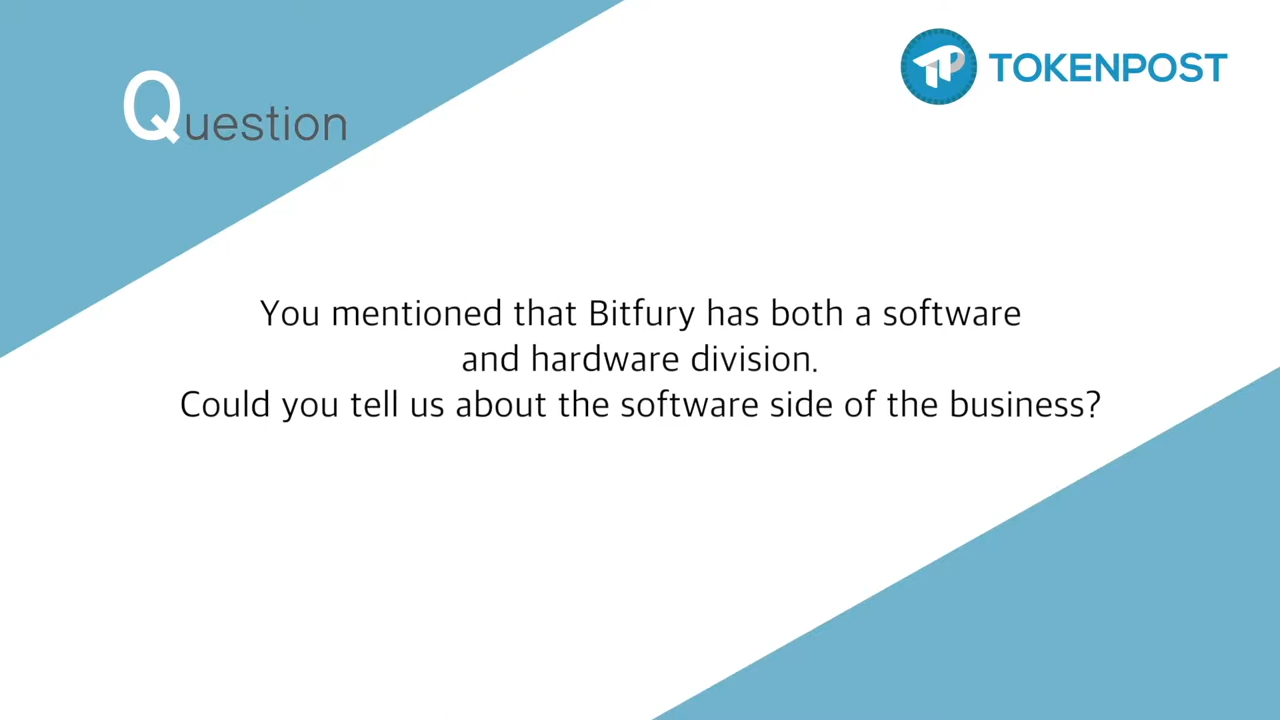 Question
TOKENPOST
You mentioned that Bitfury has both a software
and hardware division.
Could you tell us about the software side of the business?